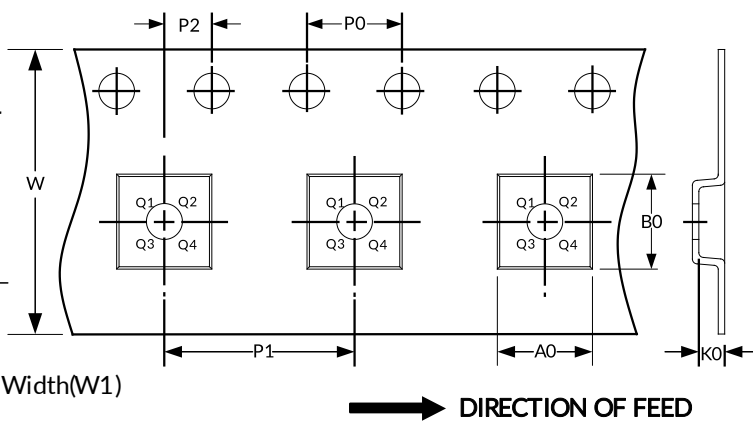 P2
P0
W
Q1 Q2
Q3 Q4
Q1 Q2
Q3 Q4
Q1 Q2
Q3 Q4
B0
P1
A0
K0
Width(W1)
DIRECTION OF FEED